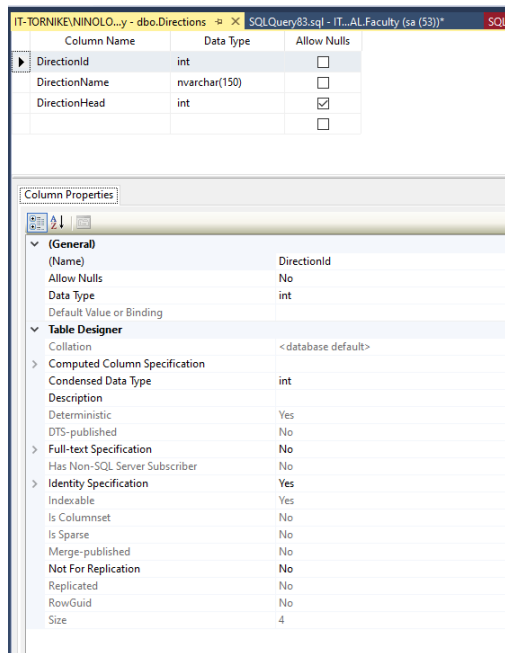 IT-TORNIKE\NINOLO...y - dbo.Directions SQLQuery83.sql - IT...AL.Faculty (sa (53))* SQL
Column Name Data Type Allow Nulls
DirectionId int
DirectionName nvarchar(150)
DirectionHead int
Column Properties
(General)
(Name) DirectionId
Allow Nulls No
Data Type int
Default Value or Binding
Table Designer
Collation <database default>
Computed Column Specification
Condensed Data Type int
Description
Deterministic Yes
DTS-published No
Full-text Specification No
Has Non-SQL Server Subscriber No
Identity Specification Yes
Indexable Yes
Is Columnset No
Is Sparse No
Merge-published No
Not For Replication No
Replicated No
RowGuid No
Size 4